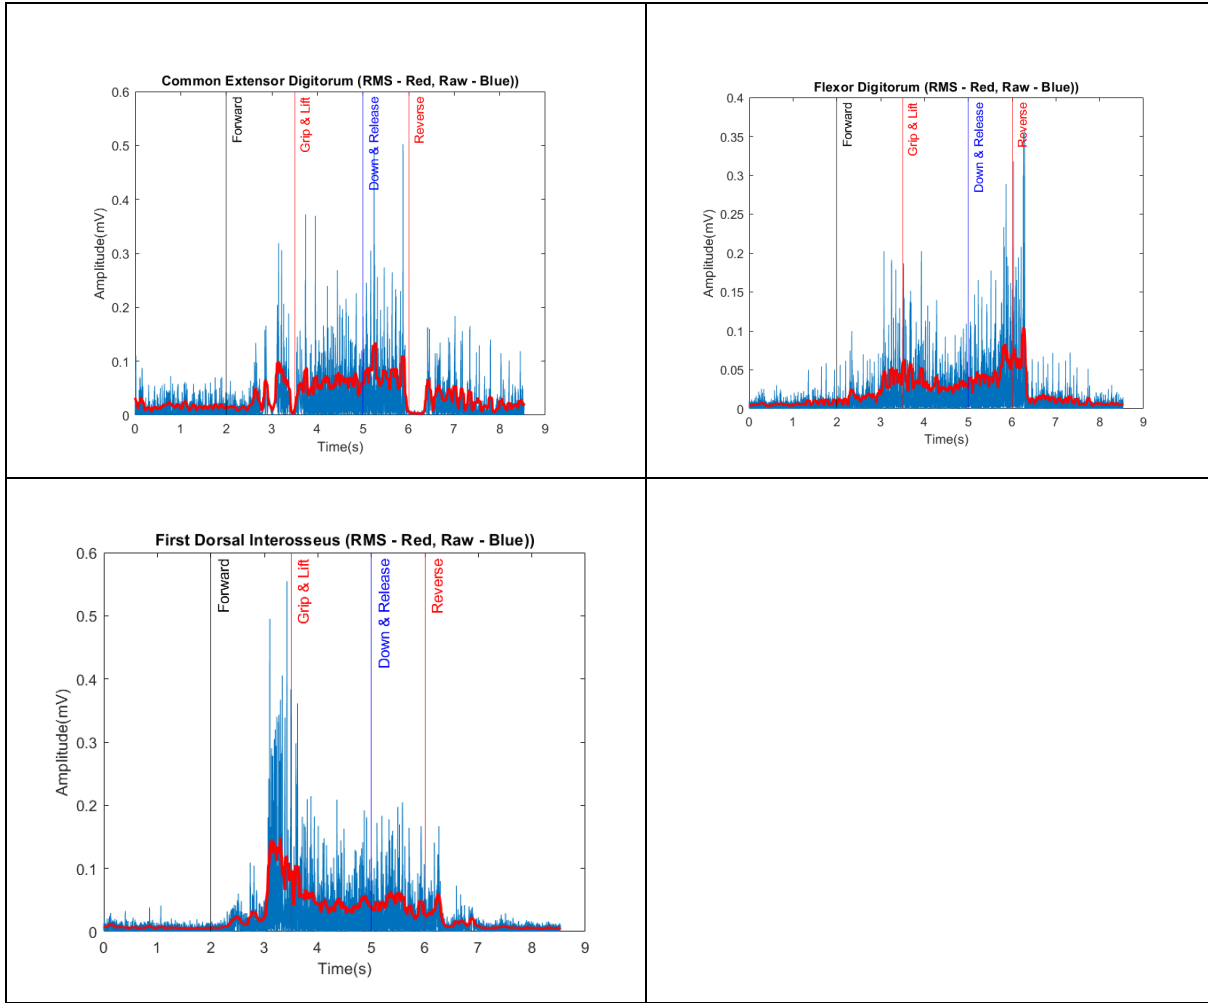 Common Extensor Digitorum (RMS - Red, Raw - Blue))
Amplitude(mV)
0.6
0.5
0.4
0.3
0.2
0.1
0
Forward
Grip & Lift
Down & Release
Reverse
0 1 2 3 4 5 6 7 8 9
Time(s)
Flexor Digitorum (RMS - Red, Raw - Blue))
Amplitude(mV)
0.4
0.35
0.3
0.25
0.2
0.15
0.1
0.05
0
Forward
Grip & Lift
Down & Release
Reverse
0 1 2 3 4 5 6 7 8 9
Time(s)
First Dorsal Interosseus (RMS - Red, Raw - Blue))
Amplitude(mV)
0.6
0.5
0.4
0.3
0.2
0.1
0
Forward
Grip & Lift
Down & Release
Reverse
0 1 2 3 4 5 6 7 8 9
Time(s)